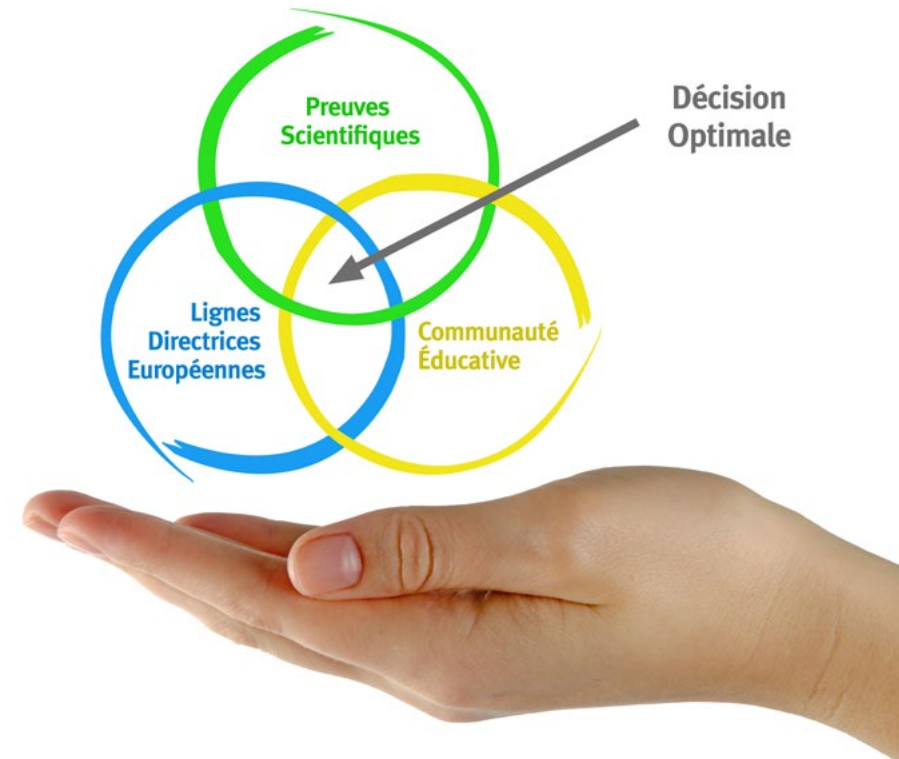 Preuves
Scientifiques
Décision
Optimale
Lignes
Directrices
Européennes
Communauté
Éducative